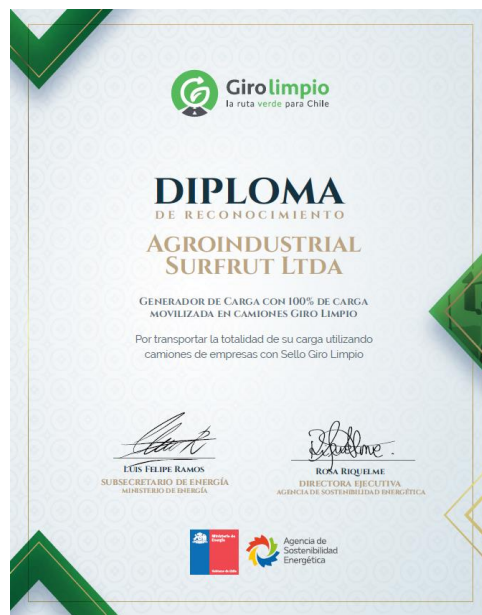 Girolimpio
la ruta verde para Chile
DIPLOMA
DE RECONOCIMIENTO
AGROINDUSTRIAL
SURFRUT LTDA
GENERADOR DE CARGA CON 100% DE CARGA
MOVILIZADA EN CAMIONES GIRO LIMPIO
Por transportar la totalidad de su carga utilizando
camiones de empresas con Sello Giro Limpio
LUIS FELIPE RAMOS
SUBSECRETARIO DE ENERGÍA
MINISTERIO DE ENERGÍA
ROSA RIQUELME
DIRECTORA EJECUTIVA
AGENCIA DE SOSTENIBILIDAD ENERGÉTICA
Ministerio de
Energía
Gobierno de Chile
Agencia de
Sostenibilidad
Energética